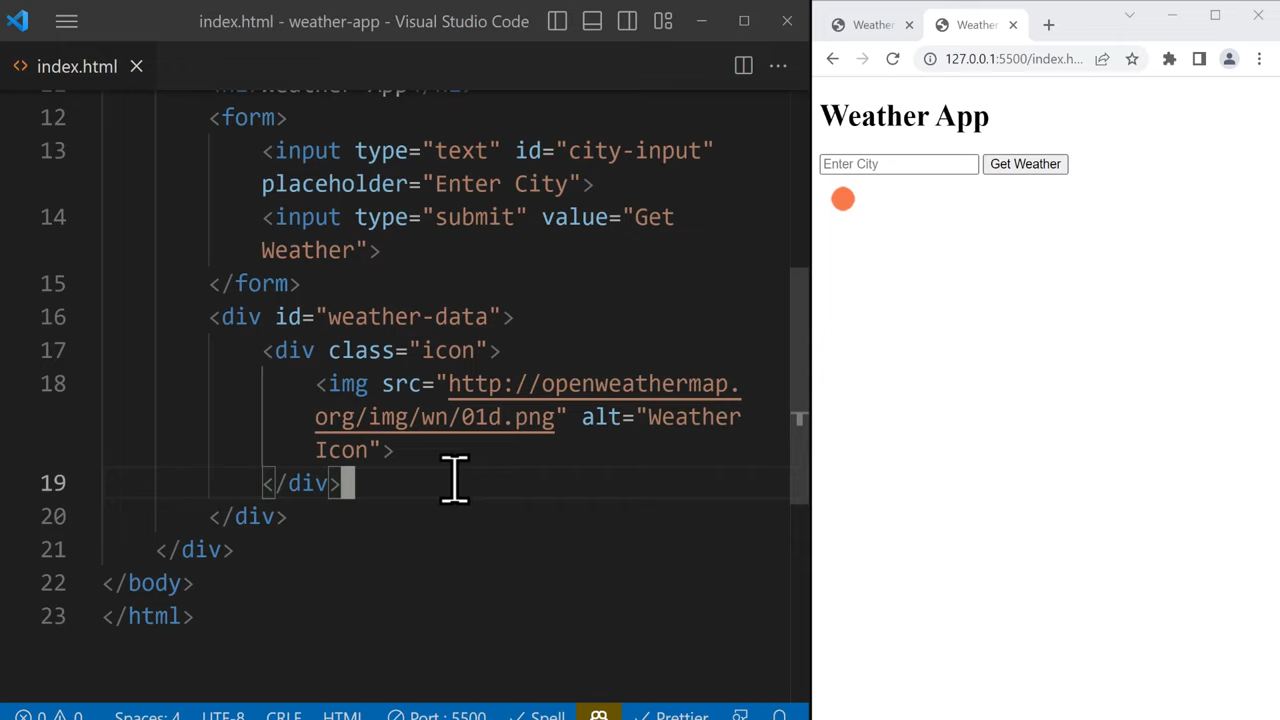 index.html - weather-app - Visual Studio Code
index.html
12 <form>
13 <input type="text" id="city-input"
placeholder="Enter City">
14 <input type="submit" value="Get
Weather">
15 </form>
16 <div id="weather-data">
17 <div class="icon">
18 <img src="http://openweathermap.
org/img/wn/01d.png" alt="Weather
Icon">
19 </div>
20 </div>
21 </div>
22 </body>
23 </html>
0 0 Spaces: 4 UTF-8 CRLF HTML Port : 5500 Spell Prettier
Weather
Weather
127.0.0.1:5500/index.h...
Weather App
Enter City
Get Weather